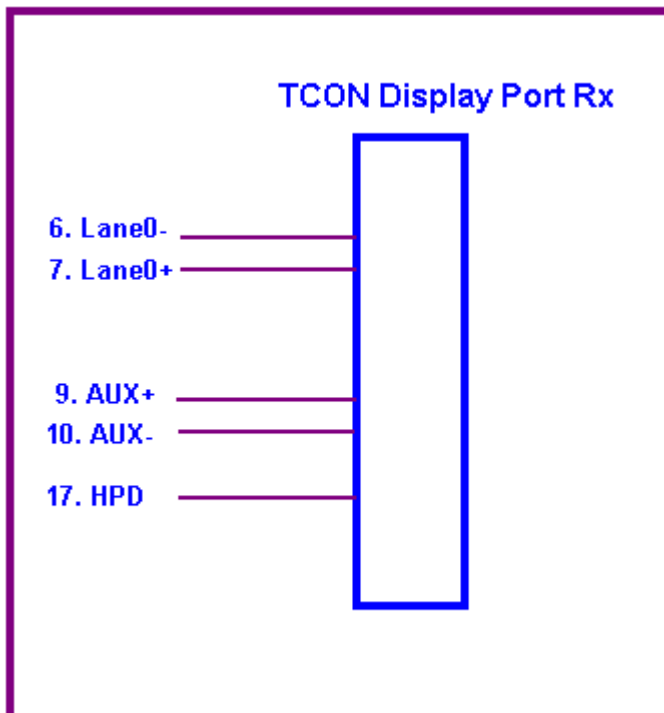 TCON Display Port Rx
6. Lane0-
7. Lane0+
9. AUX+
10. AUX-
17. HPD